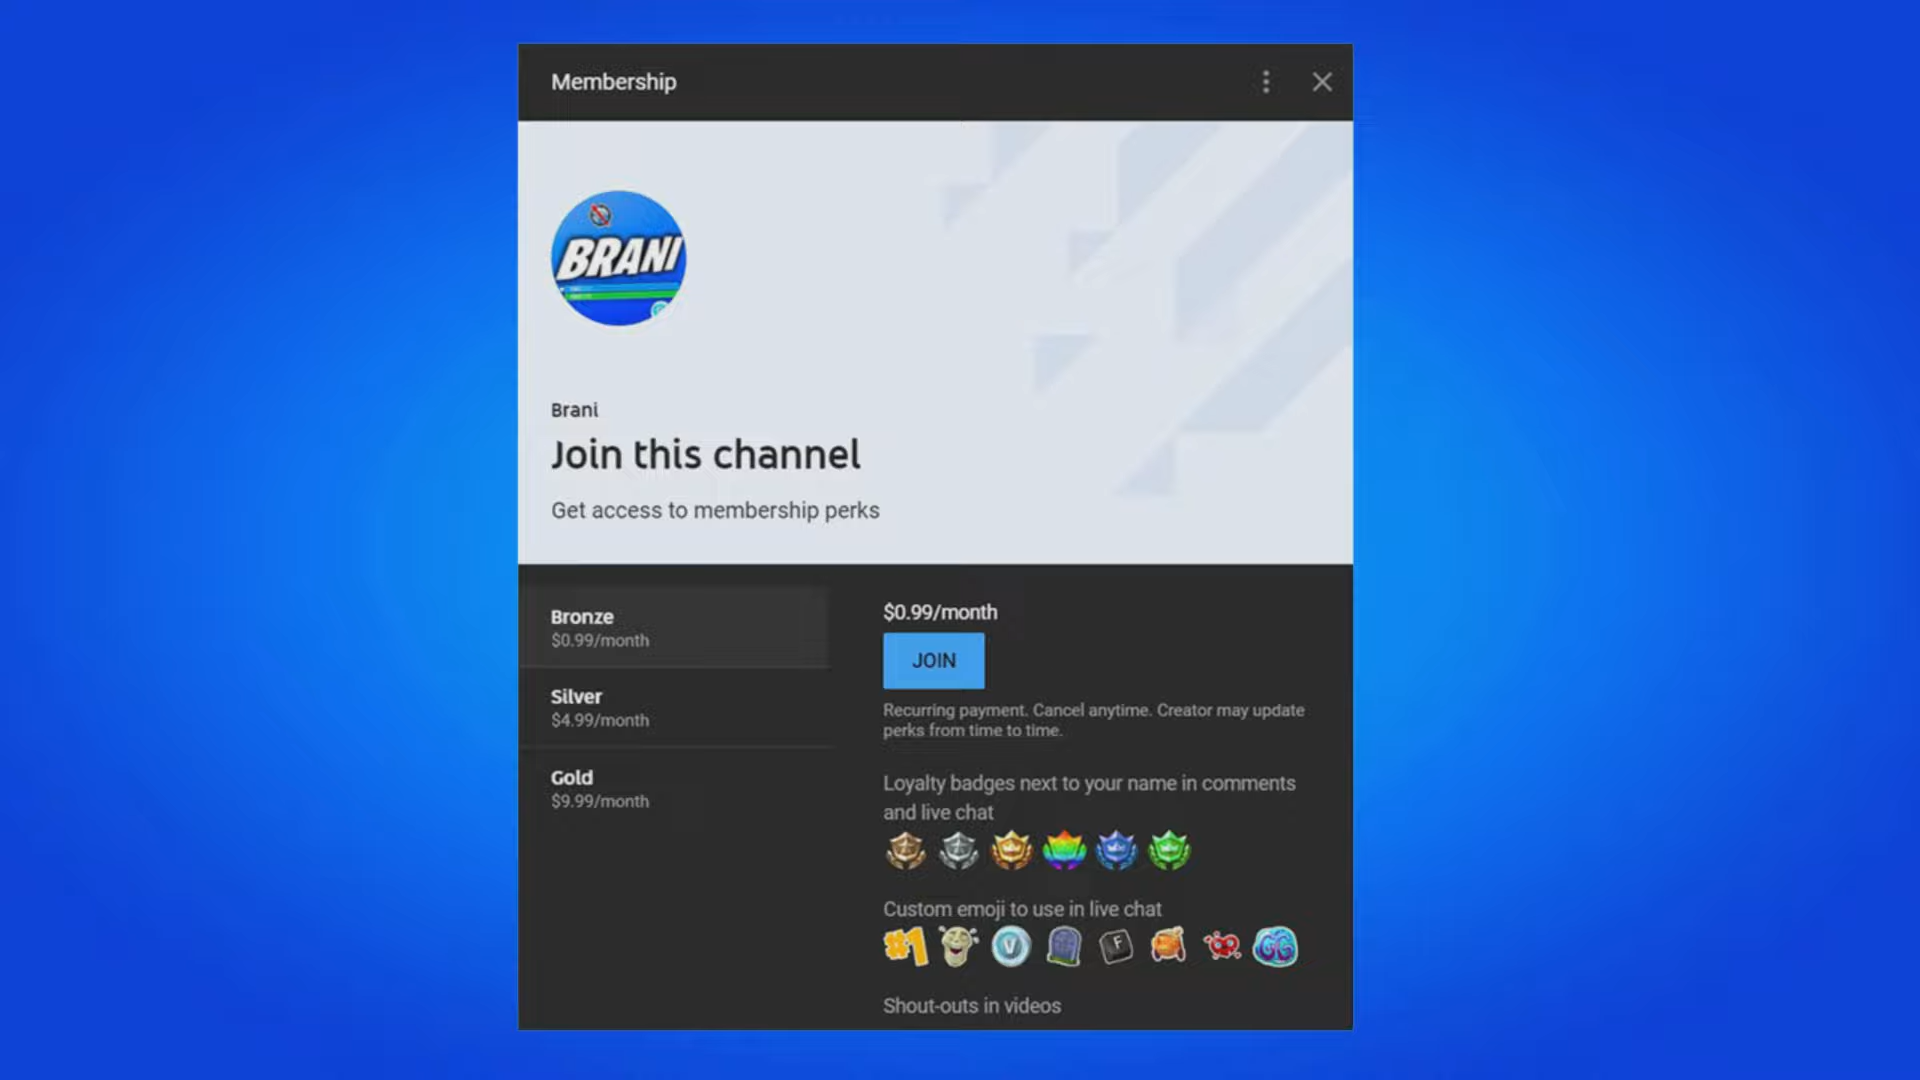 Membership
BRANI
Brani
Join this channel
Get access to membership perks
Bronze
$0.99/month
Silver
$4.99/month
Gold
$9.99/month
$0.99/month
JOIN
Recurring payment. Cancel anytime. Creator may update
perks from time to time.
Loyalty badges next to your name in comments
and live chat
Custom emoji to use in live chat
#1
V
F
GG
Shout-outs in videos